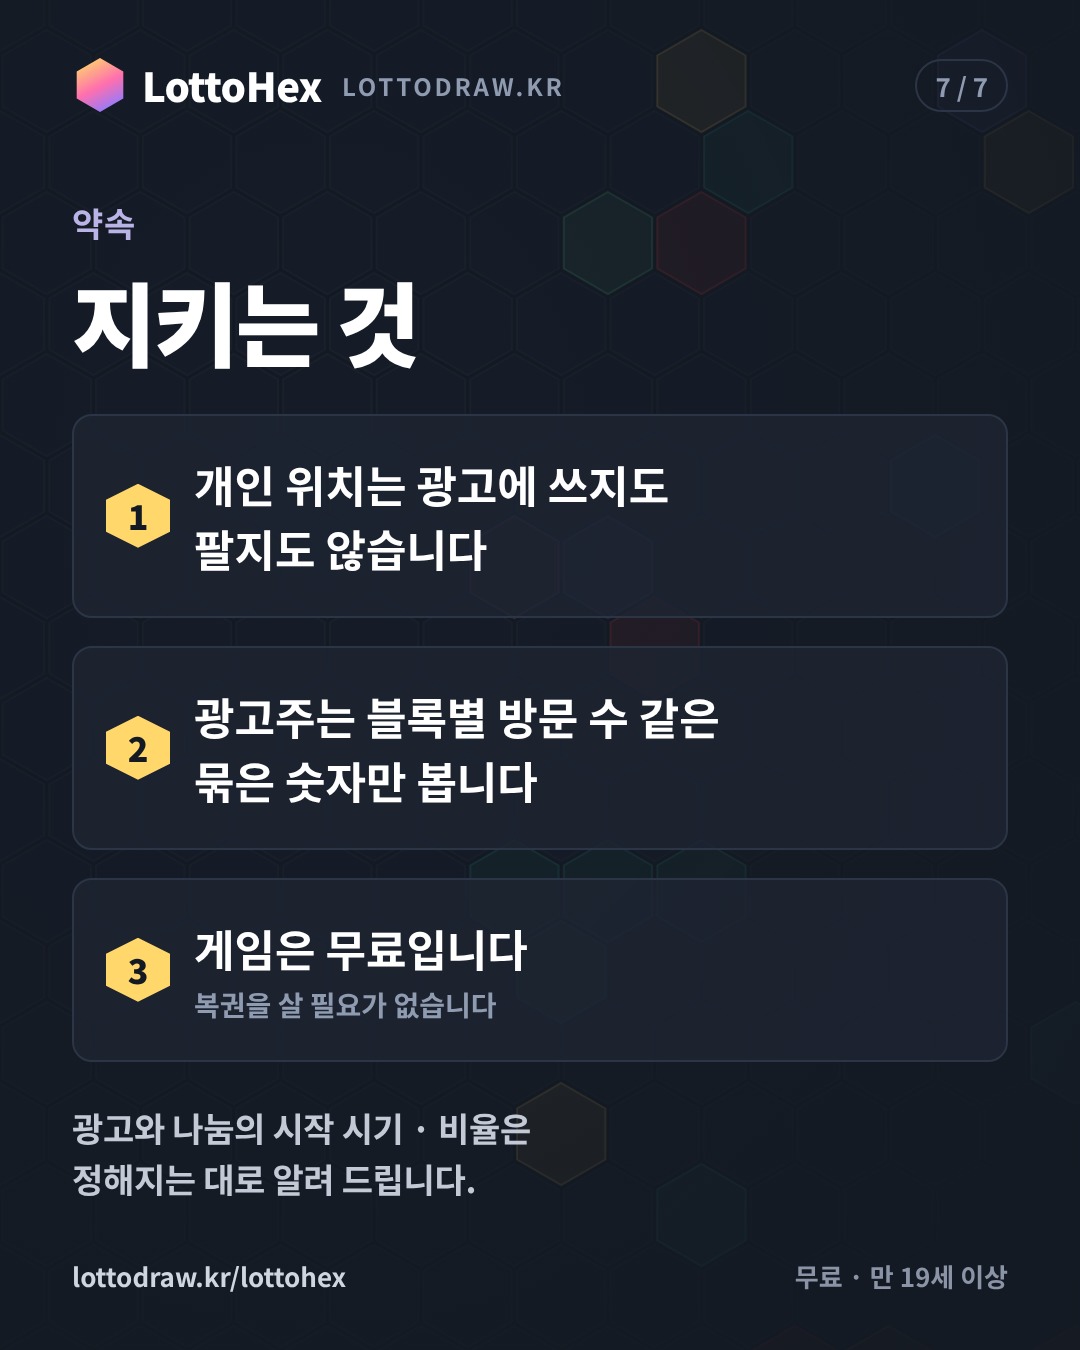 LottoHex LOTTODRAW.KR
7 / 7
약속
지키는 것
1
개인 위치는 광고에 쓰지도
팔지도 않습니다
2
광고주는 블록별 방문 수 같은
묶은 숫자만 봅니다
3
게임은 무료입니다
복권을 살 필요가 없습니다
광고와 나눔의 시작 시기 · 비율은
정해지는 대로 알려 드립니다.
lottodraw.kr/lottohex
무료 · 만 19세 이상